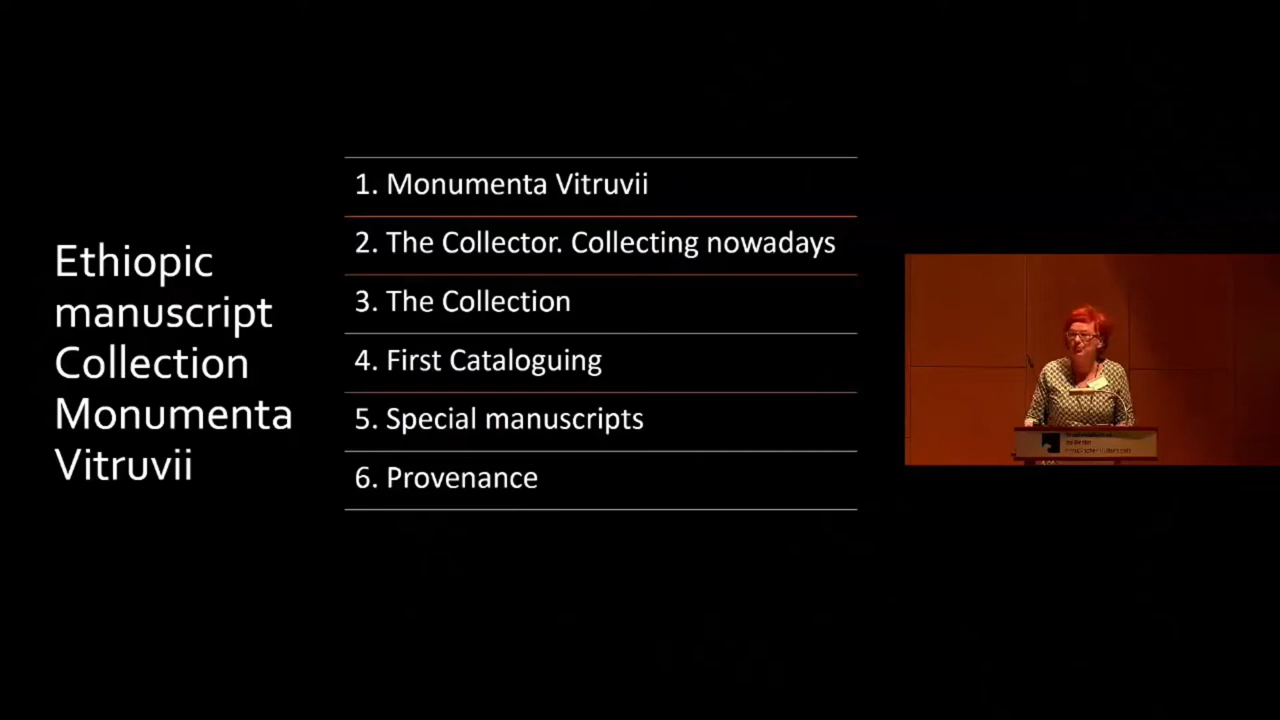 Ethiopic
manuscript
Collection
Monumenta
Vitruvii
1. Monumenta Vitruvii
2. The Collector. Collecting nowadays
3. The Collection
4. First Cataloguing
5. Special manuscripts
6. Provenance